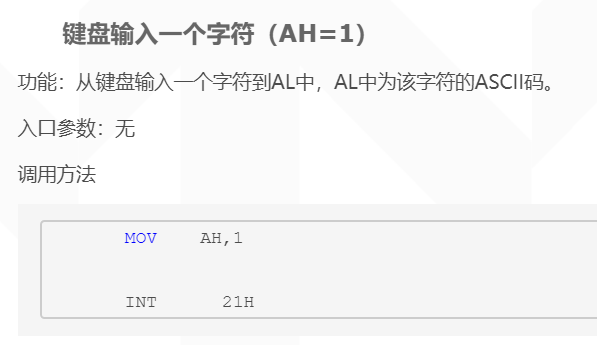 键盘输入一个字符（AH=1）
功能：从键盘输入一个字符到AL中，AL中为该字符的ASCII码。
入口参数：无
调用方法
MOV AH,1
INT 21H